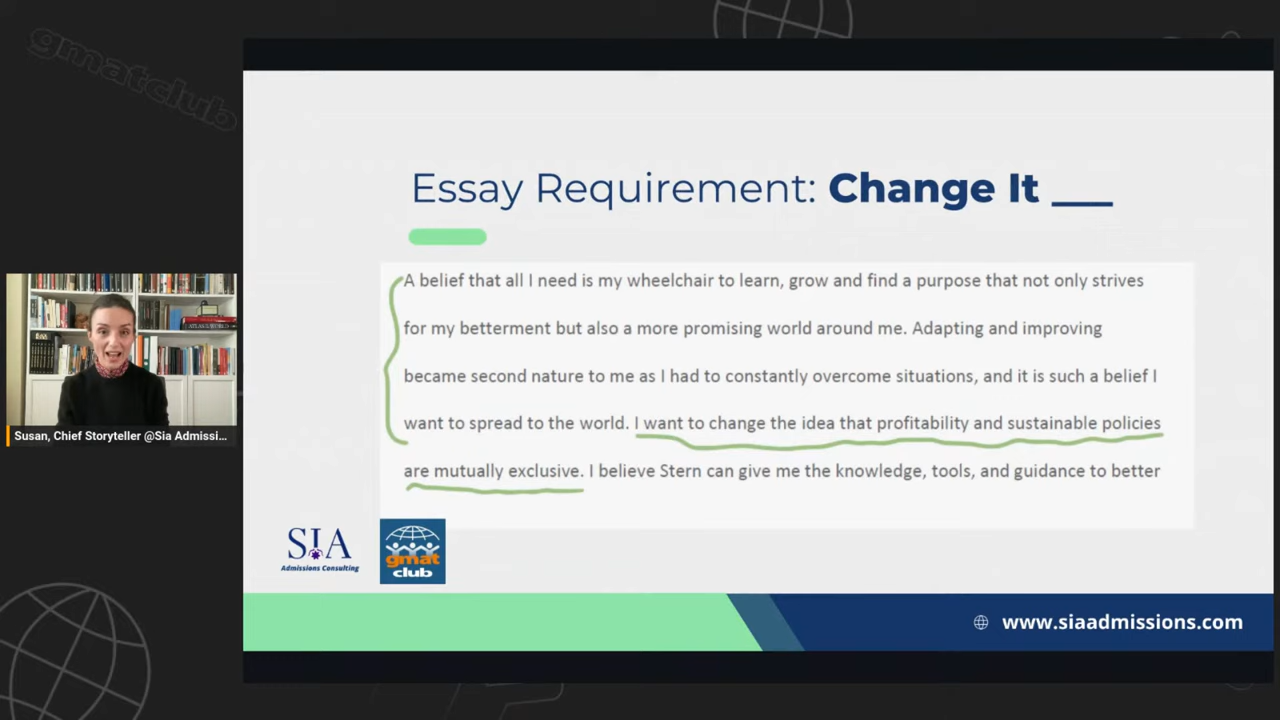 gmatclub
Essay Requirement: Change It ___
A belief that all I need is my wheelchair to learn, grow and find a purpose that not only strives
for my betterment but also a more promising world around me. Adapting and improving
became second nature to me as I had to constantly overcome situations, and it is such a belief I
want to spread to the world. I want to change the idea that profitability and sustainable policies
are mutually exclusive. I believe Stern can give me the knowledge, tools, and guidance to better
Susan, Chief Storyteller @Sia Admissi...
SIA
Admissions Consulting
gmat
club
www.siaadmissions.com